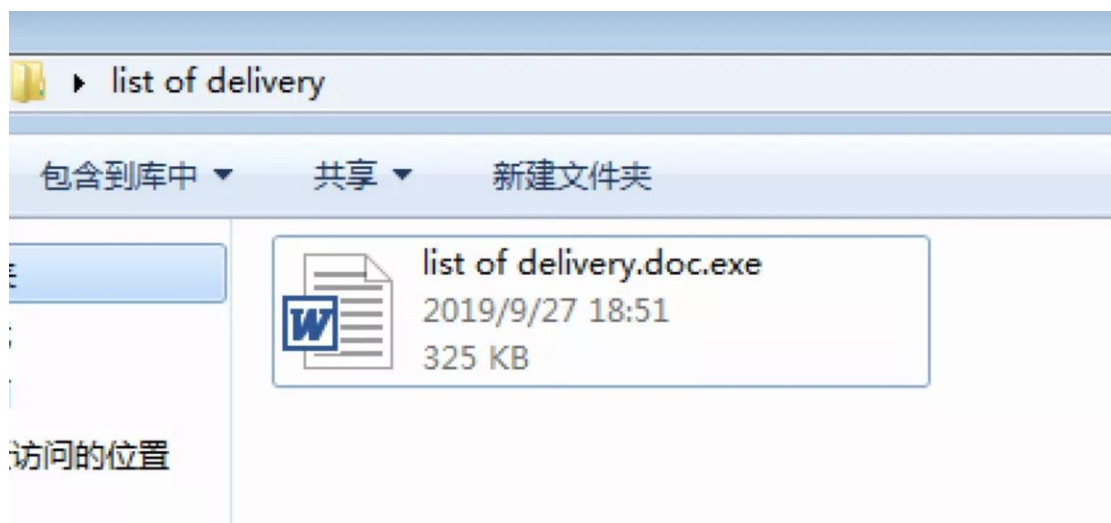 list of delivery
包含到库中 共享 新建文件夹
list of delivery.doc.exe
2019/9/27 18:51
325 KB
访问的位置